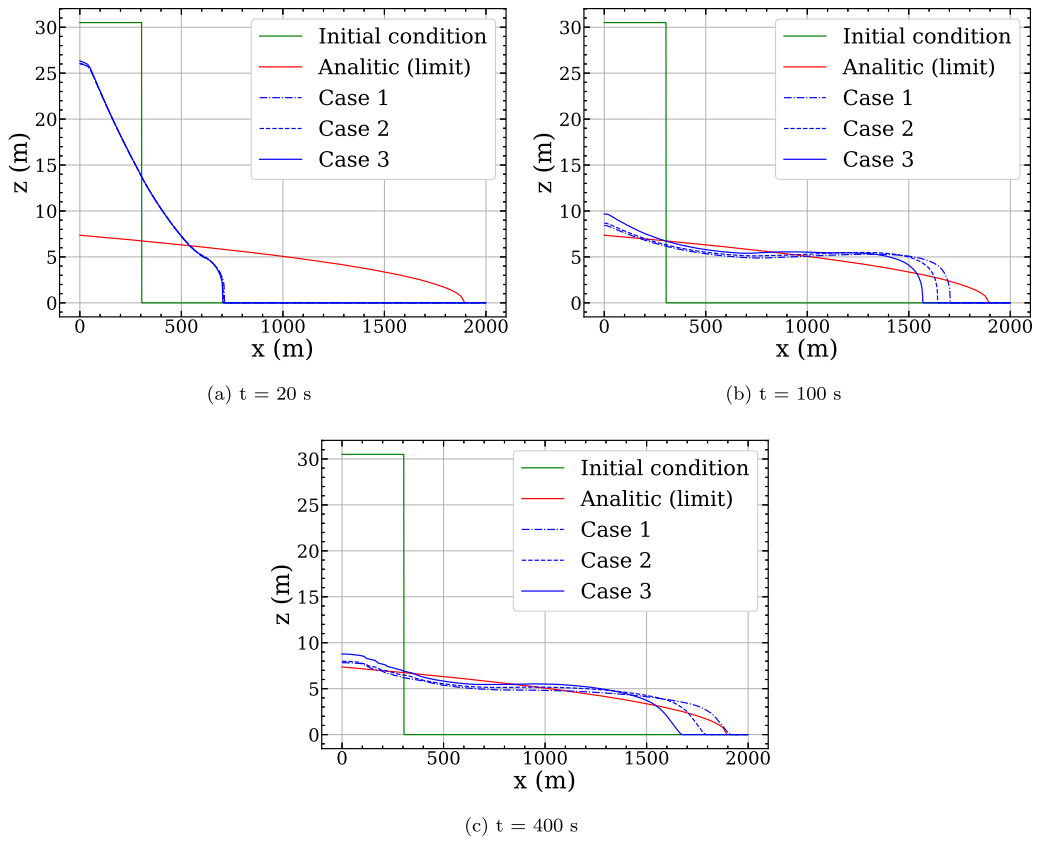 30
25
20
15
10
5
0
z (m)
Initial condition
Analitic (limit)
Case 1
Case 2
Case 3
0 500 1000 1500 2000
x (m)
(a) t = 20 s
30
25
20
15
10
5
0
z (m)
Initial condition
Analitic (limit)
Case 1
Case 2
Case 3
0 500 1000 1500 2000
x (m)
(b) t = 100 s
30
25
20
15
10
5
0
z (m)
Initial condition
Analitic (limit)
Case 1
Case 2
Case 3
0 500 1000 1500 2000
x (m)
(c) t = 400 s